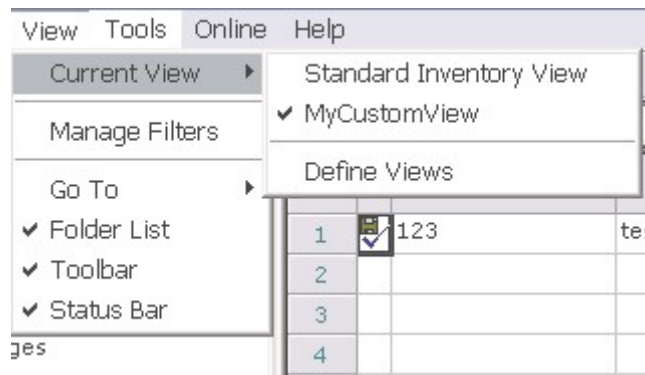 View Tools Online Help
Current View
Standard Inventory View
MyCustomView
Manage Filters
Define Views
Go To
Folder List
Toolbar
Status Bar
1 123
2
3
4